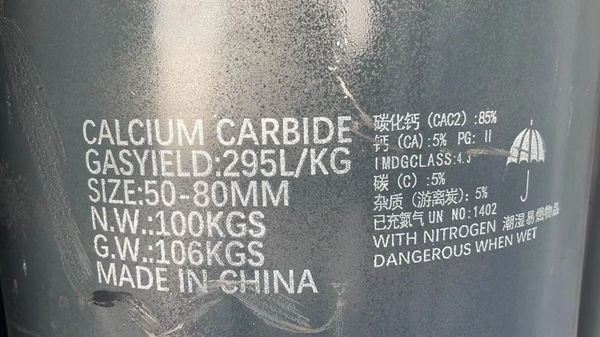 CALCIUM CARBIDE
GASYIELD:295L/KG
SIZE:50-80MM
N.W.:100KGS
G.W.:106KGS
MADE IN CHINA
碳化钙（CAC2）:85%
钙（CA）:5% PG: II
IMDGCLASS:4.3
碳（C）:5%
杂质（游离炭）: 5%
已充氮气 UN NO:1402
潮湿易燃物品
WITH NITROGEN
DANGEROUS WHEN WET